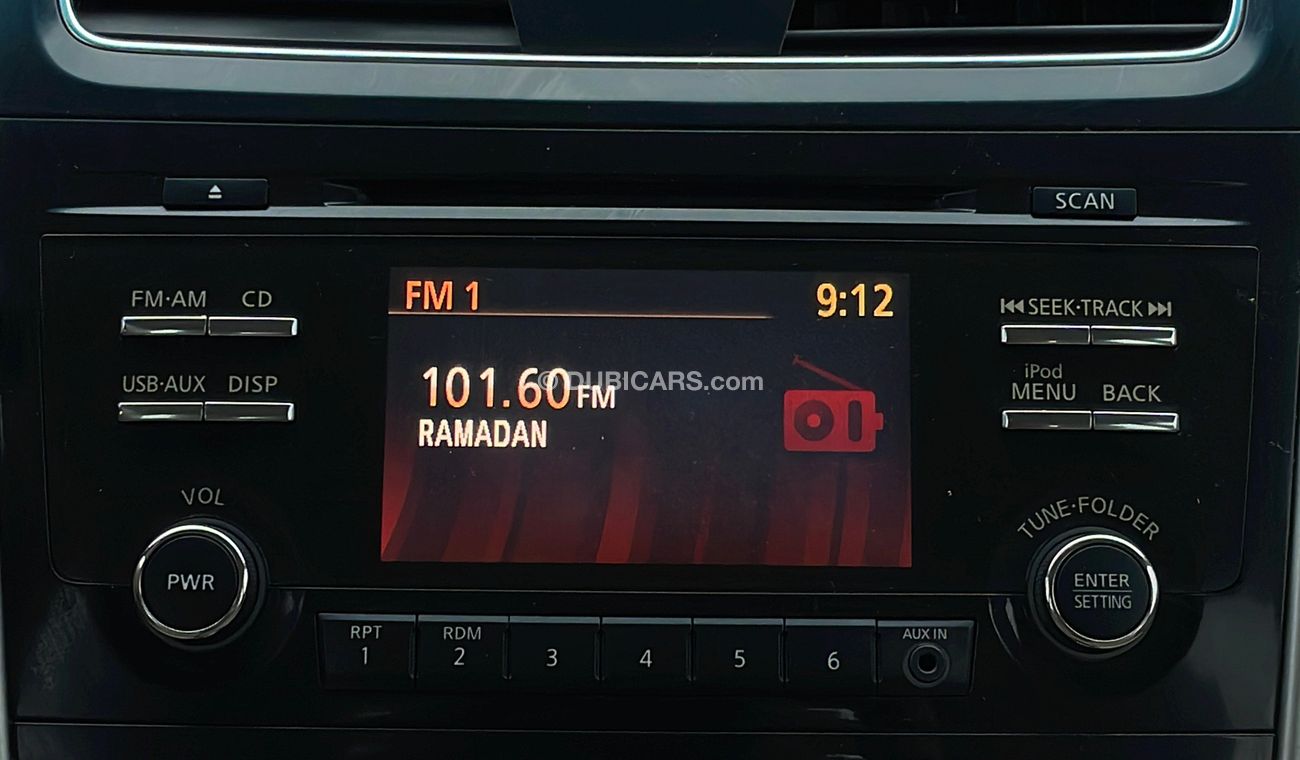 SCAN
FM·AM CD
FM 1 9:12
⏮ SEEK·TRACK ⏭
101.60 FM
© DUBICARS.com
RAMADAN
USB·AUX DISP
iPod
MENU BACK
VOL
PWR
TUNE·FOLDER
ENTER
SETTING
RPT RDM AUX IN
1 2 3 4 5 6